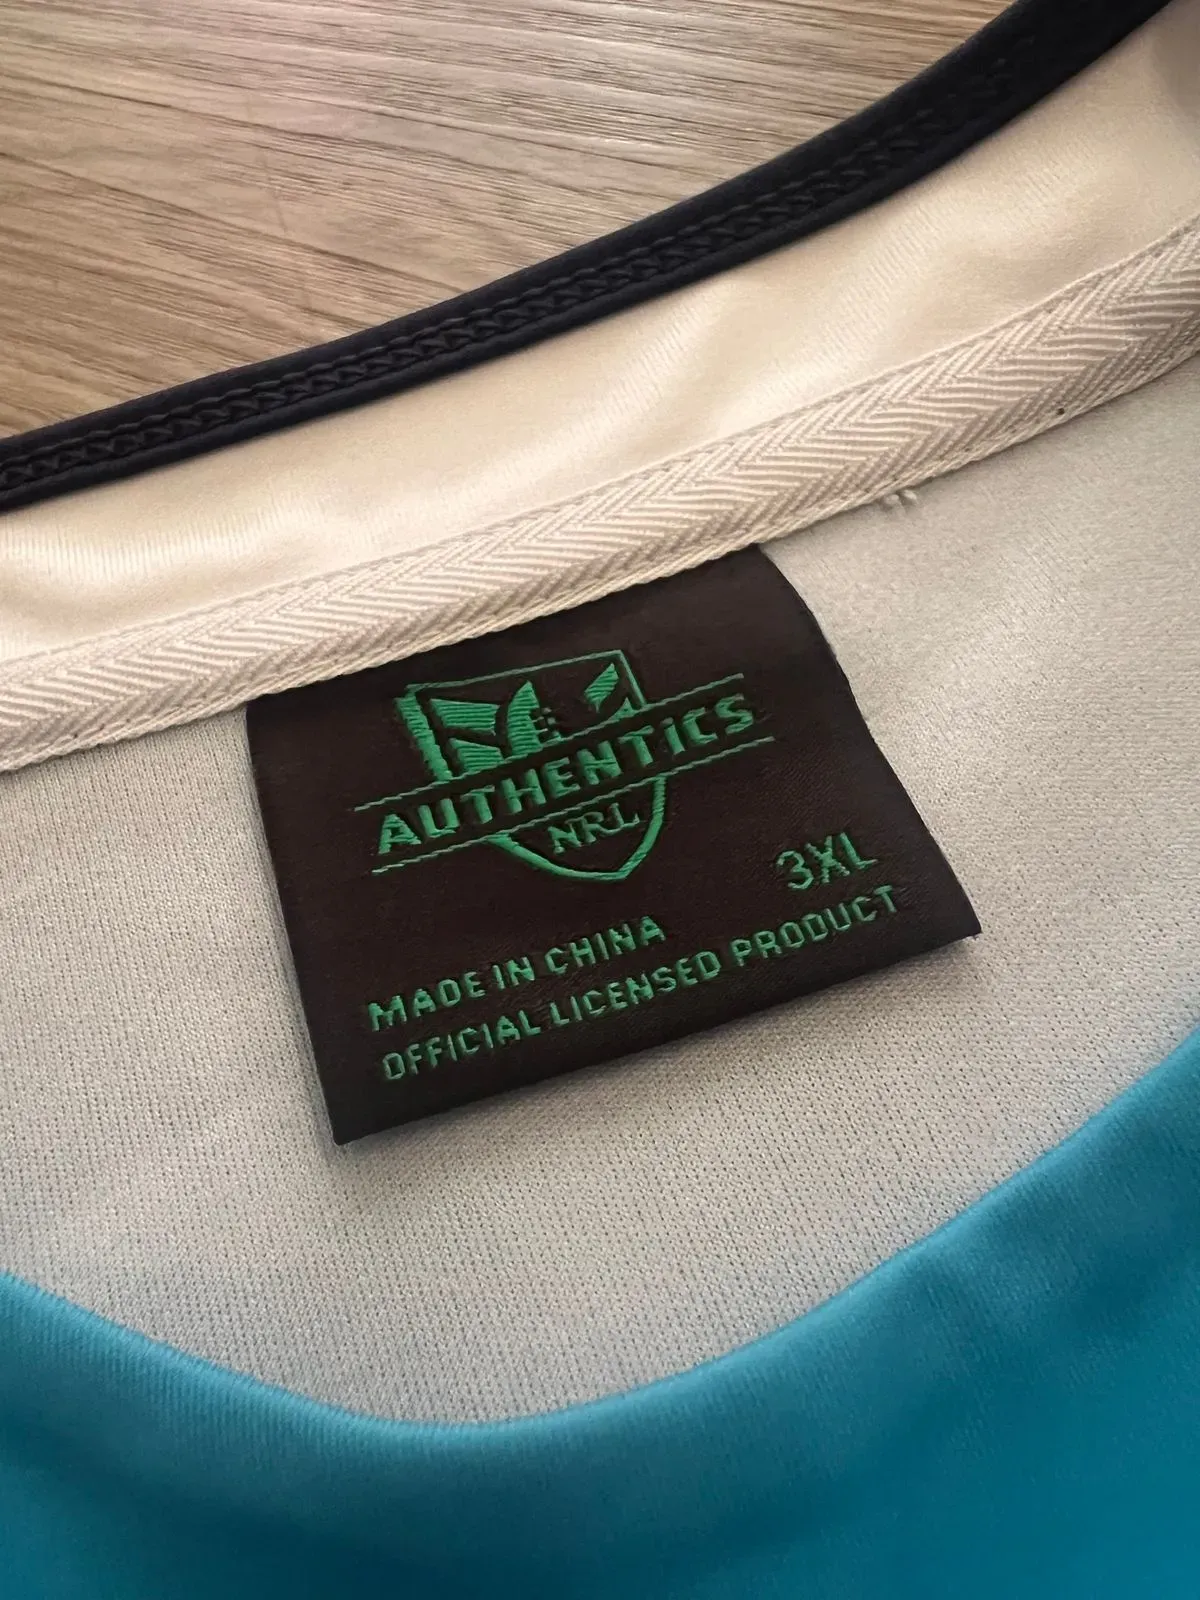 AUTHENTICS
NRL
3XL
MADE IN CHINA
OFFICIAL LICENSED PRODUCT